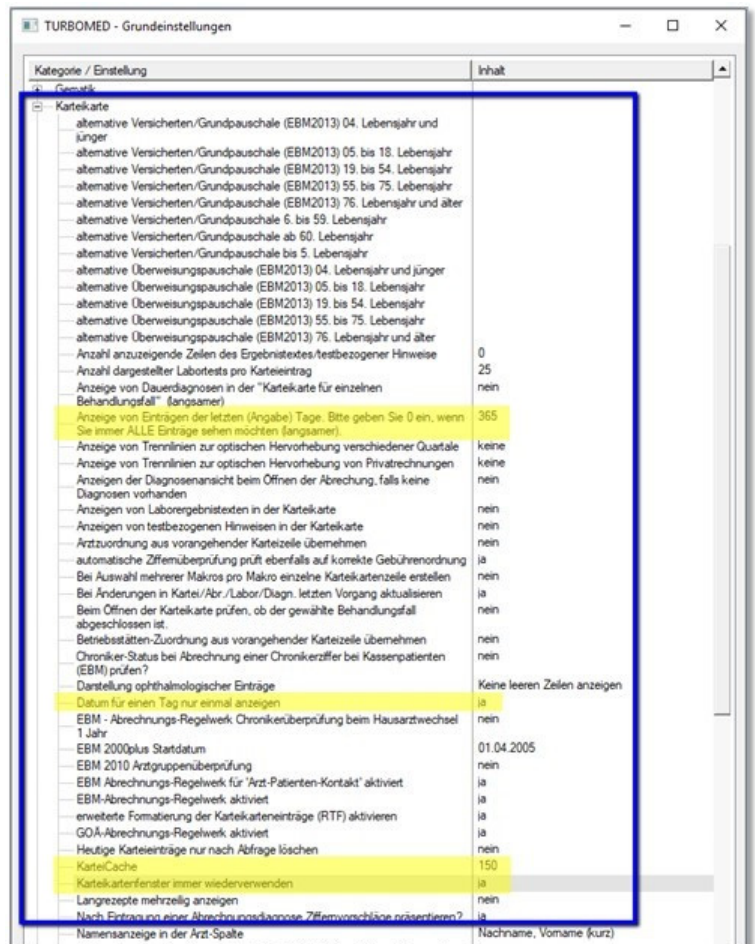 TURBOMED - Grundeinstellungen
Kategorie / Einstellung Inhalt
Gematik
Karteikarte
alternative Versicherten/Grundpauschale (EBM2013) 04. Lebensjahr und
jünger
alternative Versicherten/Grundpauschale (EBM2013) 05. bis 18. Lebensjahr
alternative Versicherten/Grundpauschale (EBM2013) 19. bis 54. Lebensjahr
alternative Versicherten/Grundpauschale (EBM2013) 55. bis 75. Lebensjahr
alternative Versicherten/Grundpauschale (EBM2013) 76. Lebensjahr und älter
alternative Versicherten/Grundpauschale 6. bis 59. Lebensjahr
alternative Versicherten/Grundpauschale ab 60. Lebensjahr
alternative Versicherten/Grundpauschale bis 5. Lebensjahr
alternative Überweisungspauschale (EBM2013) 04. Lebensjahr und jünger
alternative Überweisungspauschale (EBM2013) 05. bis 18. Lebensjahr
alternative Überweisungspauschale (EBM2013) 19. bis 54. Lebensjahr
alternative Überweisungspauschale (EBM2013) 55. bis 75. Lebensjahr
alternative Überweisungspauschale (EBM2013) 76. Lebensjahr und älter
Anzahl anzuzeigende Zeilen des Ergebnistextes/testbezogener Hinweise 0
Anzahl dargestellter Labortests pro Karteieintrag 25
Anzeige von Dauerdiagnosen in der "Karteikarte für einzelnen nein
Behandlungsfall" (langsamer)
Anzeige von Einträgen der letzten (Angabe) Tage. Bitte geben Sie 0 ein, wenn 365
Sie immer ALLE Einträge sehen möchten (langsamer).
Anzeige von Trennlinien zur optischen Hervorhebung verschiedener Quartale keine
Anzeige von Trennlinien zur optischen Hervorhebung von Privatrechnungen keine
Anzeigen der Diagnosenansicht beim Öffnen der Abrechung, falls keine nein
Diagnosen vorhanden
Anzeigen von Laborergebnistexten in der Karteikarte nein
Anzeigen von testbezogenen Hinweisen in der Karteikarte nein
Arztzuordnung aus vorangehender Karteizeile übernehmen nein
automatische Ziffernüberprüfung prüft ebenfalls auf korrekte Gebührenordnung ja
Bei Auswahl mehrerer Makros pro Makro einzelne Karteikartenzeile erstellen nein
Bei Änderungen in Kartei/Abr./Labor/Diagn. letzten Vorgang aktualisieren ja
Beim Öffnen der Karteikarte prüfen, ob der gewählte Behandlungsfall nein
abgeschlossen ist.
Betriebsstätten-Zuordnung aus vorangehender Karteizeile übernehmen nein
Chroniker-Status bei Abrechnung einer Chronikerziffer bei Kassenpatienten nein
(EBM) prüfen?
Darstellung ophthalmologischer Einträge Keine leeren Zeilen anzeigen
Datum für einen Tag nur einmal anzeigen ja
EBM - Abrechnungs-Regelwerk Chronikerüberprüfung beim Hausarztwechsel nein
1 Jahr
EBM 2000plus Startdatum 01.04.2005
EBM 2010 Arztgruppenüberprüfung nein
EBM Abrechnungs-Regelwerk für 'Arzt-Patienten-Kontakt' aktiviert ja
EBM-Abrechnungs-Regelwerk aktiviert ja
erweiterte Formatierung der Karteikarteneinträge (RTF) aktivieren ja
GOÄ-Abrechnungs-Regelwerk aktiviert ja
Heutige Karteieinträge nur nach Abfrage löschen nein
KarteiCache 150
Karteikartenfenster immer wiederverwenden ja
Langrezepte mehrzeilig anzeigen nein
Nach Eintragung einer Abrechnungsdiagnose Ziffernvorschläge präsentieren? ja
Namensanzeige in der Arzt-Spalte Nachname, Vorname (kurz)